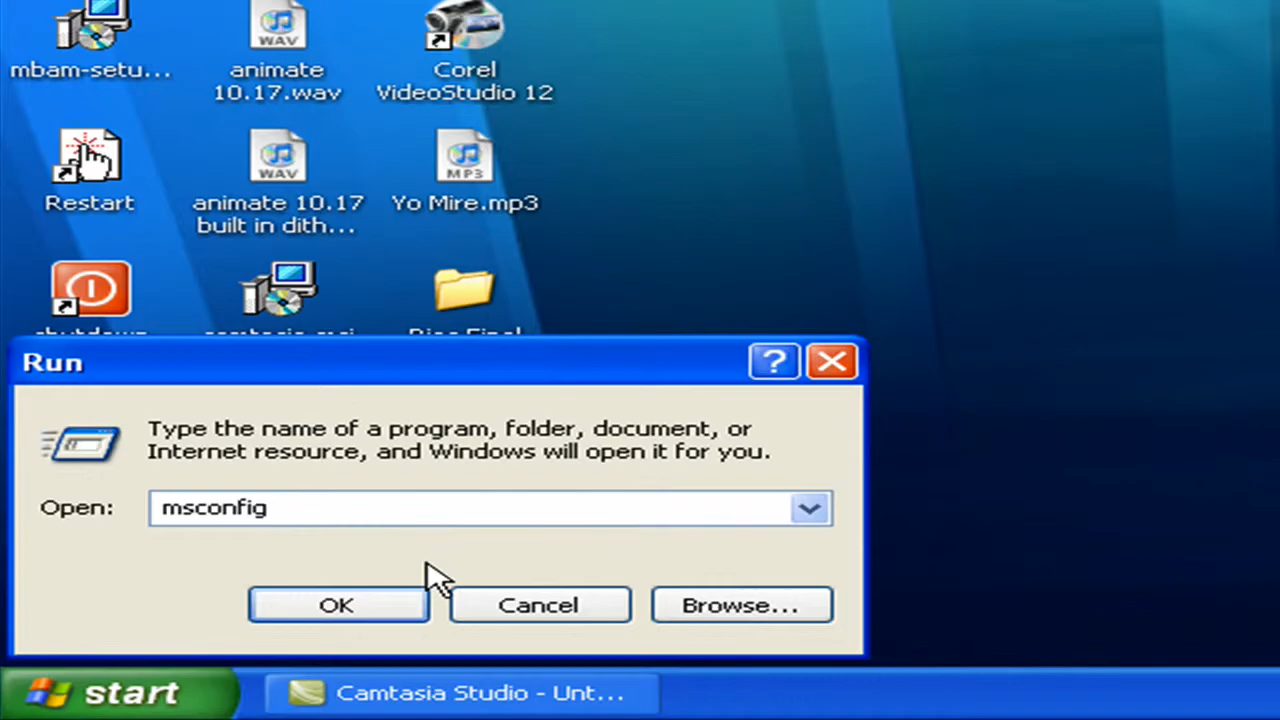 mbam-setu...
animate
10.17.wav
Corel
VideoStudio 12
WAV
Restart
WAV
animate 10.17
built in dith...
MP3
Yo Mire.mp3
Run
?
Type the name of a program, folder, document, or
Internet resource, and Windows will open it for you.
Open:
msconfig
OK
Cancel
Browse...
start
Camtasia Studio - Unt...